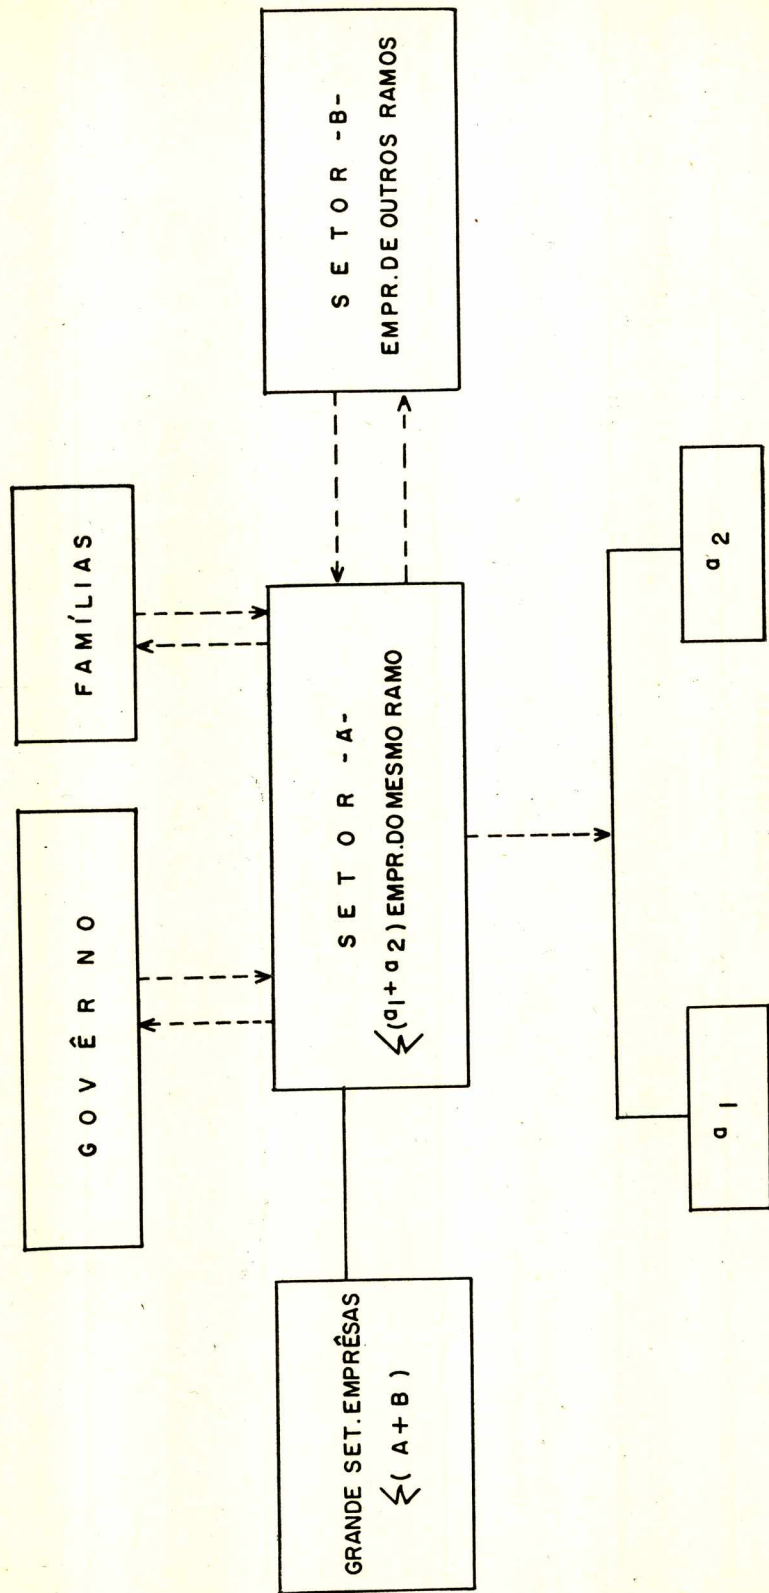 GOVÊRNO
FAMÍLIAS
GRANDE SET. EMPRÊSAS
∑( A + B )
SETOR -A-
∑(a1+ a2) EMPR. DO MESMO RAMO
SETOR -B-
EMPR. DE OUTROS RAMOS
a1
a2